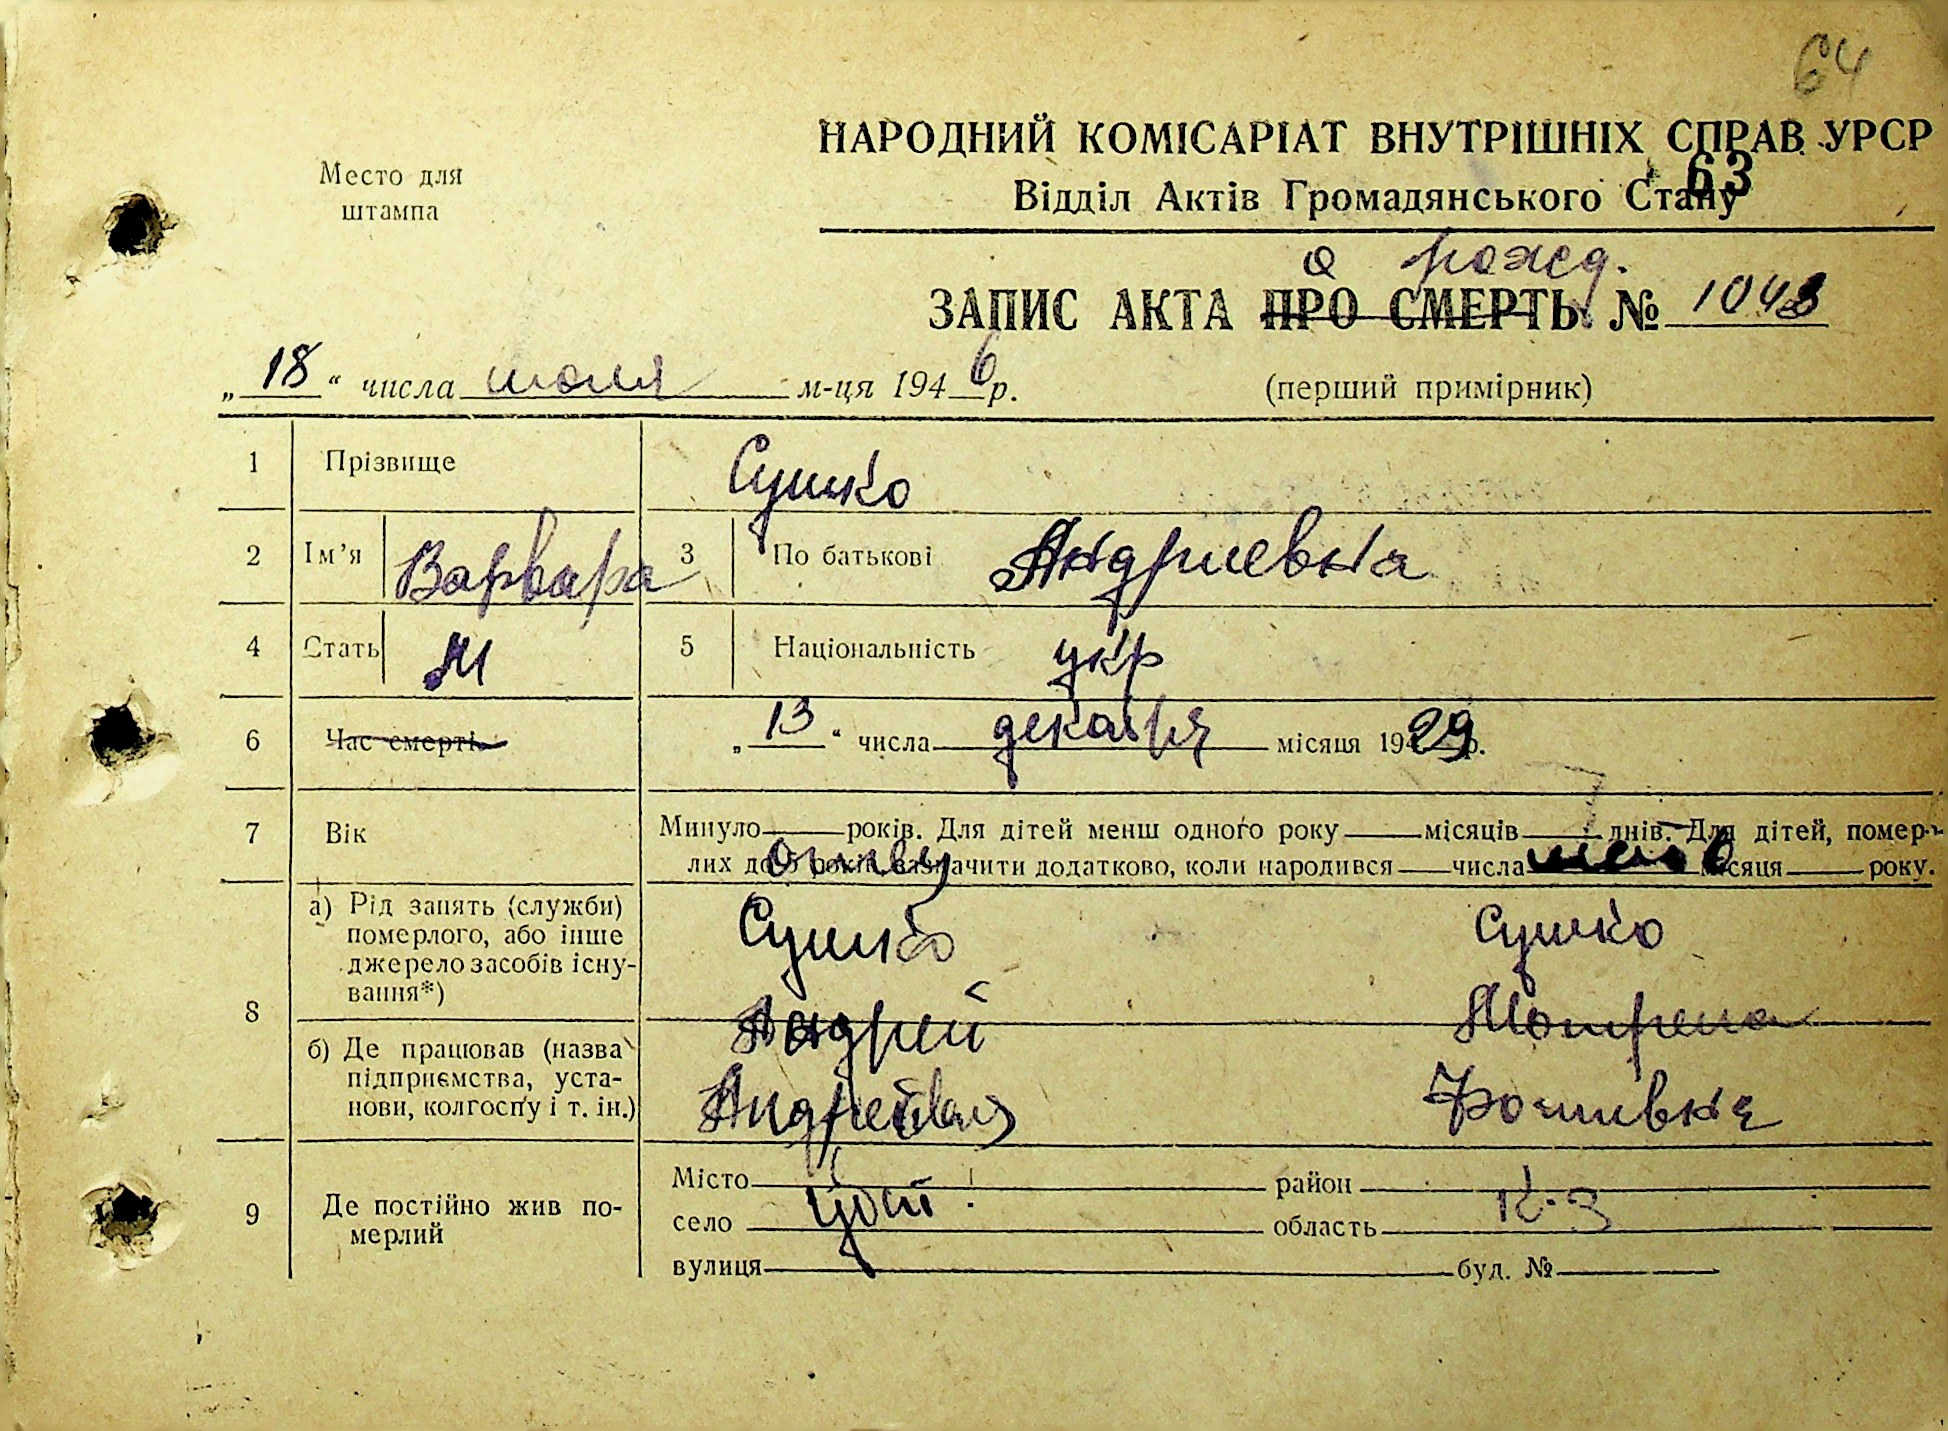 64
НАРОДНИЙ КОМІСАРІАТ ВНУТРІШНІХ СПРАВ УРСР
Место для штампа
63
Відділ Актів Громадянського Стану
о рожд.
ЗАПИС АКТА ПРО СМЕРТЬ № 1043
„18“ числа июля м-ця 1946 р. (перший примірник)
1 Прізвище Сушко
2 Ім’я Варвара 3 По батькові Андриевна
4 Стать М 5 Національність укр
6 Час смерті „13“ числа декабря місяця 1929 р.
7 Вік Минуло років. Для дітей менш одного року місяців днів. Для дітей, помер-
лих до 5 років, зазначити додатково, коли народився числа місяця року.
8 а) Рід занять (служби) померлого, або інше джерело засобів існування*) Сушко Сушко
Андрей Мотрена
б) Де працював (назва підприємства, установи, колгоспу і т. ін.) Андреевич Фомивна
9 Де постійно жив померлий Місто район
село область К-З
вулиця буд. №